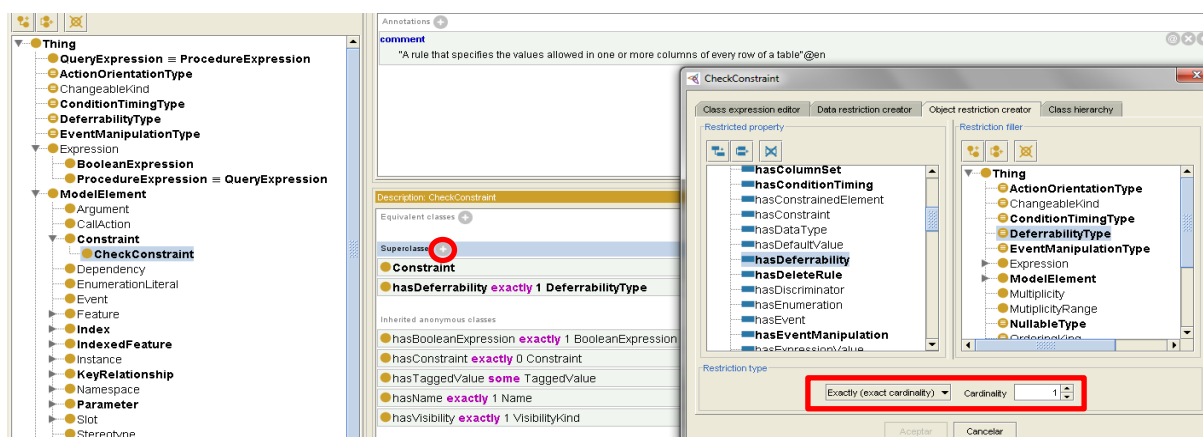 Thing
QueryExpression ≡ ProcedureExpression
ActionOrientationType
ChangeableKind
ConditionTimingType
DeferrabilityType
EventManipulationType
Expression
BooleanExpression
ProcedureExpression ≡ QueryExpression
ModelElement
Argument
CallAction
Constraint
CheckConstraint
Dependency
EnumerationLiteral
Event
Feature
Index
IndexedFeature
Instance
KeyRelationship
Namespace
Parameter
Slot
Stereotype
Annotations
comment
"A rule that specifies the values allowed in one or more columns of every row of a table"@en
Description: CheckConstraint
Equivalent classes
Superclasses
Constraint
hasDeferrability exactly 1 DeferrabilityType
Inherited anonymous classes
hasBooleanExpression exactly 1 BooleanExpression
hasConstraint exactly 0 Constraint
hasTaggedValue some TaggedValue
hasName exactly 1 Name
hasVisibility exactly 1 VisibilityKind
CheckConstraint
Class expression editor Data restriction creator Object restriction creator Class hierarchy
Restricted property
hasColumnSet
hasConditionTiming
hasConstrainedElement
hasConstraint
hasDataType
hasDefaultValue
hasDeferrability
hasDeleteRule
hasDiscriminator
hasEnumeration
hasEvent
hasEventManipulation
hasExpressionValue
Restriction filler
Thing
ActionOrientationType
ChangeableKind
ConditionTimingType
DeferrabilityType
EventManipulationType
Expression
ModelElement
Multiplicity
MutiplicityRange
NullableType
OrderingKing
Restriction type
Exactly (exact cardinality) Cardinality 1
Aceptar Cancelar